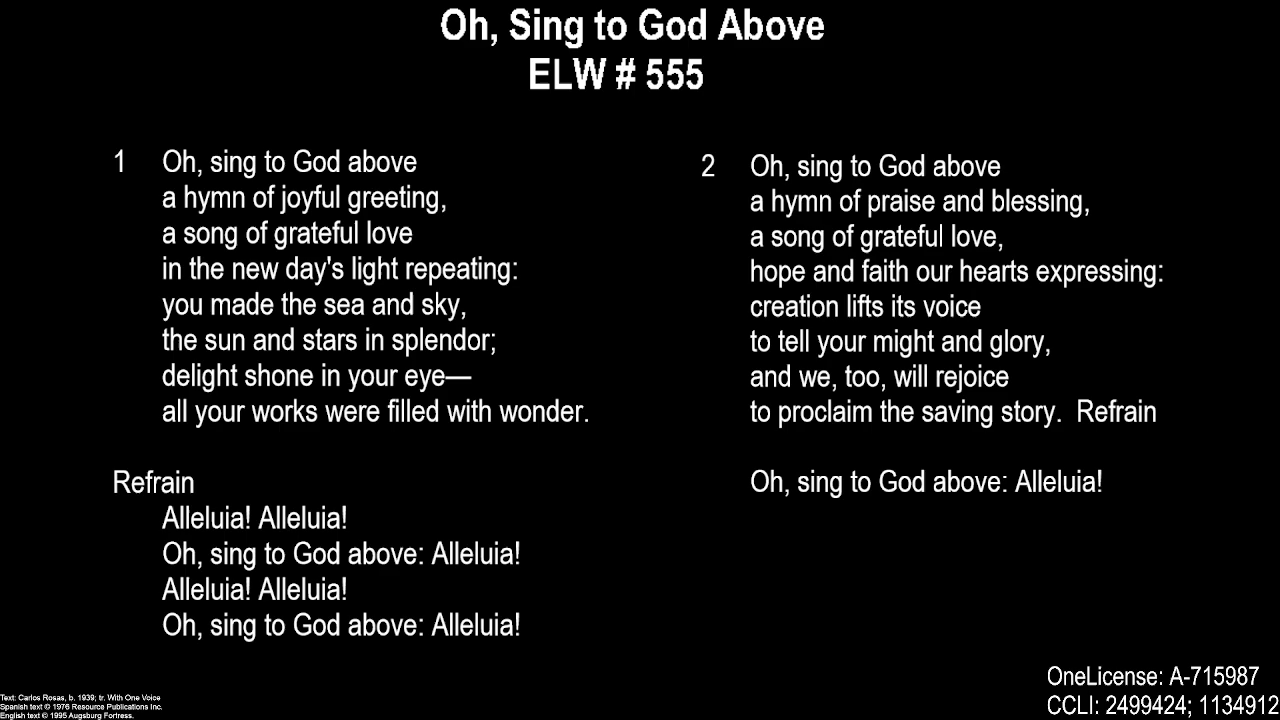 Oh, Sing to God Above
ELW # 555
1 Oh, sing to God above
a hymn of joyful greeting,
a song of grateful love
in the new day's light repeating:
you made the sea and sky,
the sun and stars in splendor;
delight shone in your eye—
all your works were filled with wonder.
Refrain
Alleluia! Alleluia!
Oh, sing to God above: Alleluia!
Alleluia! Alleluia!
Oh, sing to God above: Alleluia!
2 Oh, sing to God above
a hymn of praise and blessing,
a song of grateful love,
hope and faith our hearts expressing:
creation lifts its voice
to tell your might and glory,
and we, too, will rejoice
to proclaim the saving story. Refrain
Oh, sing to God above: Alleluia!
Text: Carlos Rosas, b. 1939; tr. With One Voice
Spanish text © 1976 Resource Publications Inc.
English text © 1995 Augsburg Fortress.
OneLicense: A-715987
CCLI: 2499424; 1134912